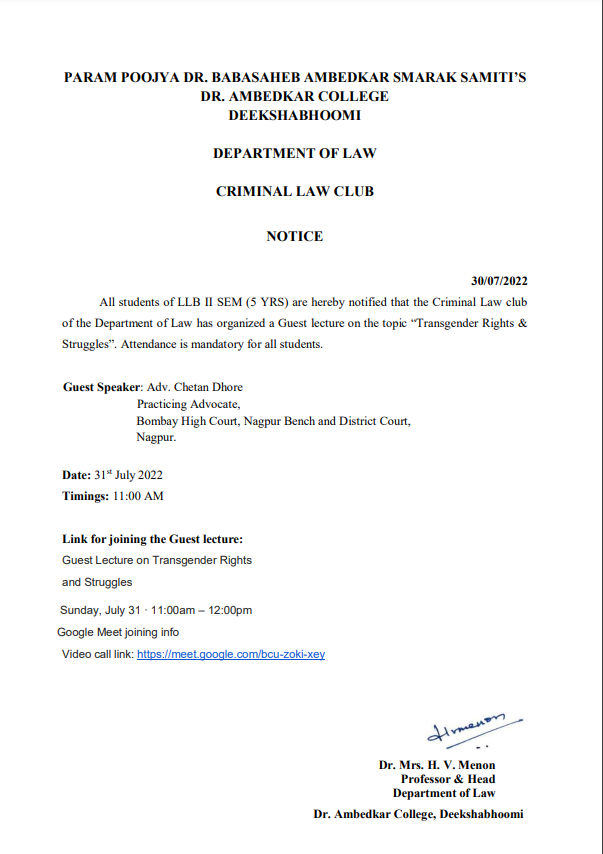 PARAM POOJYA DR. BABASAHEB AMBEDKAR SMARAK SAMITI’S
DR. AMBEDKAR COLLEGE
DEEKSHABHOOMI
DEPARTMENT OF LAW
CRIMINAL LAW CLUB
NOTICE
30/07/2022
All students of LLB II SEM (5 YRS) are hereby notified that the Criminal Law club
of the Department of Law has organized a Guest lecture on the topic “Transgender Rights &
Struggles”. Attendance is mandatory for all students.
Guest Speaker: Adv. Chetan Dhore
Practicing Advocate,
Bombay High Court, Nagpur Bench and District Court,
Nagpur.
Date: 31st July 2022
Timings: 11:00 AM
Link for joining the Guest lecture:
Guest Lecture on Transgender Rights
and Struggles
Sunday, July 31 · 11:00am – 12:00pm
Google Meet joining info
Video call link: https://meet.google.com/bcu-zoki-xey
Hvmenon
Dr. Mrs. H. V. Menon
Professor & Head
Department of Law
Dr. Ambedkar College, Deekshabhoomi